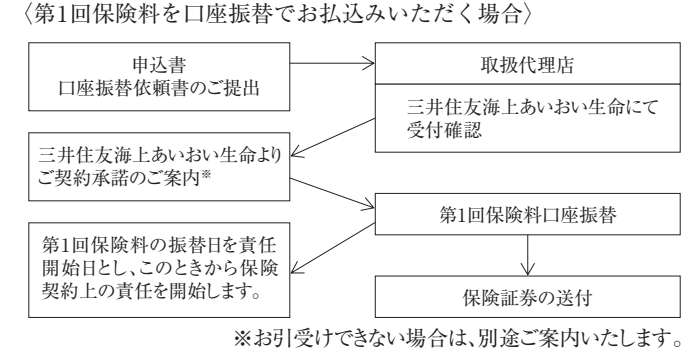 〈第1回保険料を口座振替でお払込みいただく場合〉
申込書
口座振替依頼書のご提出
取扱代理店
三井住友海上あいおい生命にて
受付確認
三井住友海上あいおい生命より
ご契約承諾のご案内※
第1回保険料口座振替
第1回保険料の振替日を責任
開始日とし、このときから保険
契約上の責任を開始します。
保険証券の送付
※お引受けできない場合は、別途ご案内いたします。